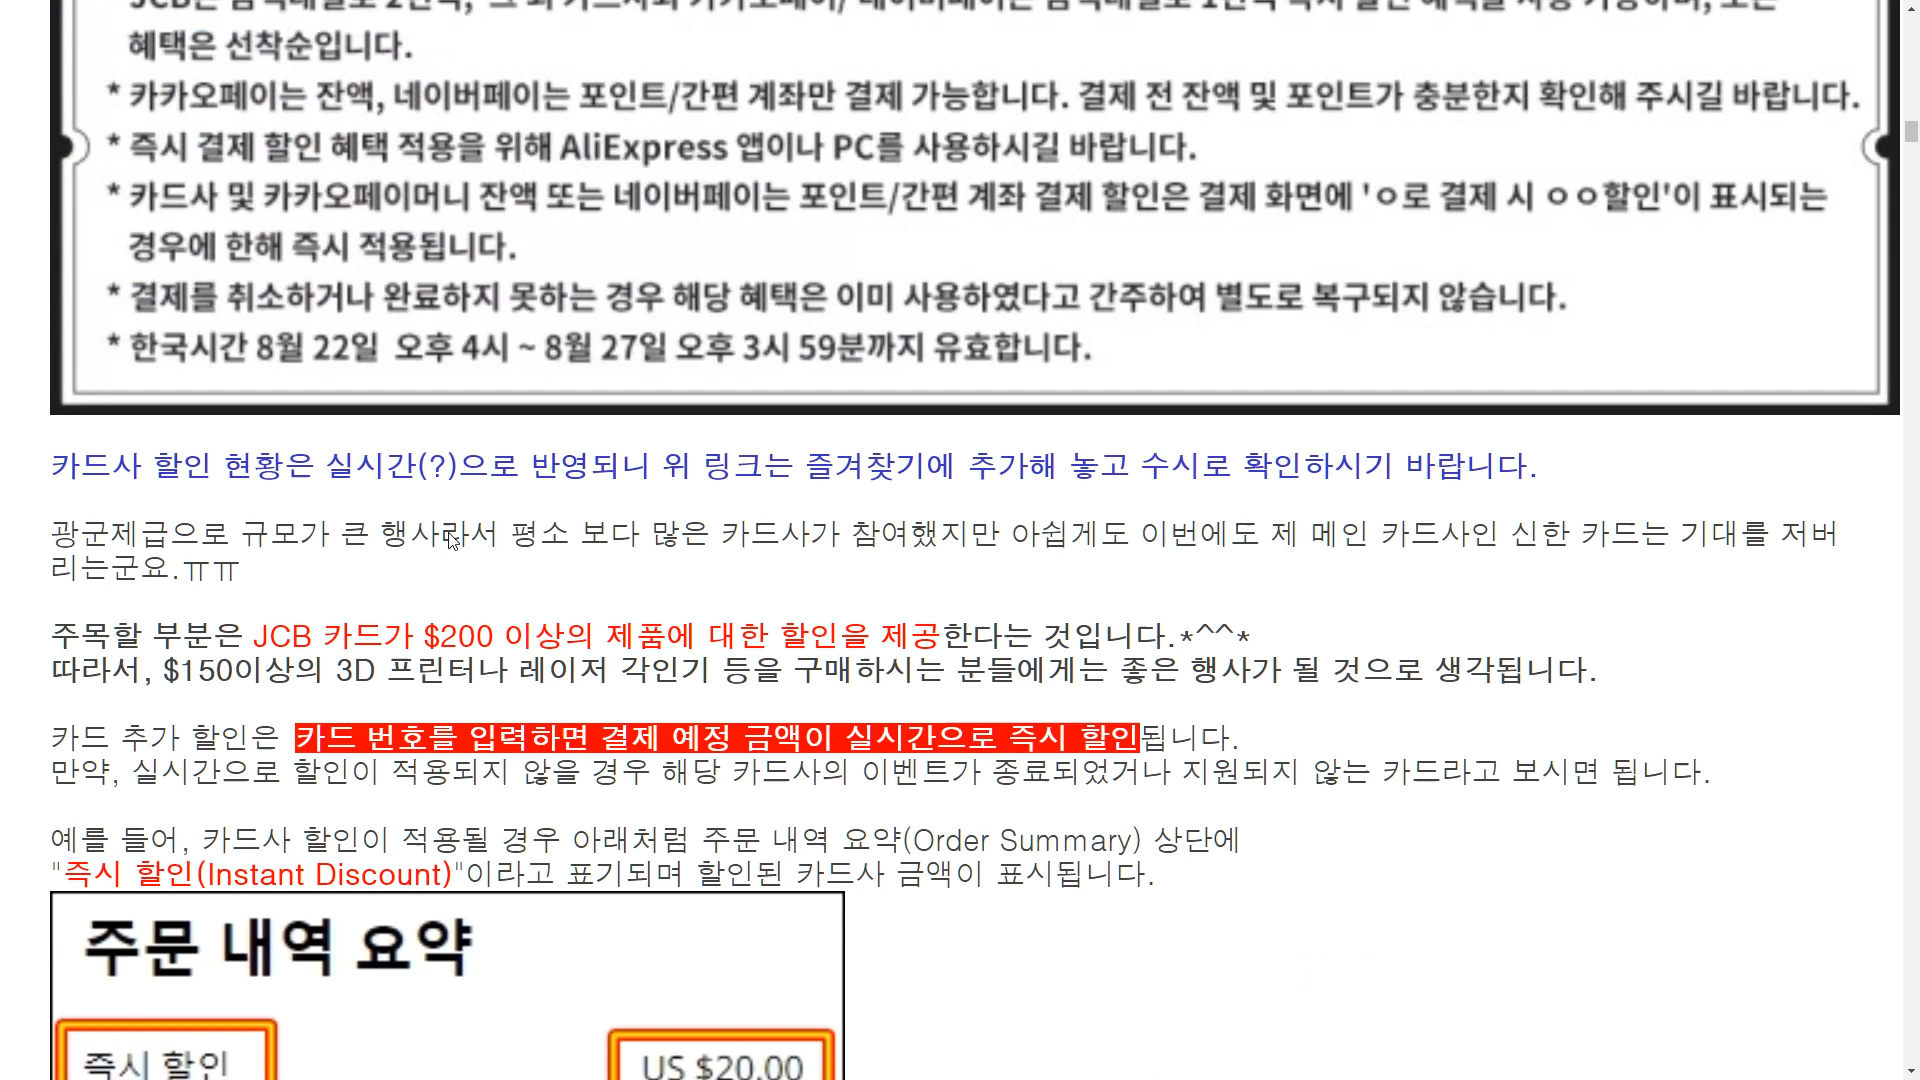 혜택은 선착순입니다.
* 카카오페이는 잔액, 네이버페이는 포인트/간편 계좌만 결제 가능합니다. 결제 전 잔액 및 포인트가 충분한지 확인해 주시길 바랍니다.
* 즉시 결제 할인 혜택 적용을 위해 AliExpress 앱이나 PC를 사용하시길 바랍니다.
* 카드사 및 카카오페이머니 잔액 또는 네이버페이는 포인트/간편 계좌 결제 할인은 결제 화면에 'ㅇ로 결제 시 ㅇㅇ할인'이 표시되는
경우에 한해 즉시 적용됩니다.
* 결제를 취소하거나 완료하지 못하는 경우 해당 혜택은 이미 사용하였다고 간주하여 별도로 복구되지 않습니다.
* 한국시간 8월 22일 오후 4시 ~ 8월 27일 오후 3시 59분까지 유효합니다.
카드사 할인 현황은 실시간(?)으로 반영되니 위 링크는 즐겨찾기에 추가해 놓고 수시로 확인하시기 바랍니다.
광군제급으로 규모가 큰 행사라서 평소 보다 많은 카드사가 참여했지만 아쉽게도 이번에도 제 메인 카드사인 신한 카드는 기대를 저버
리는군요.ㅠㅠ
주목할 부분은 JCB 카드가 $200 이상의 제품에 대한 할인을 제공한다는 것입니다.*^^*
따라서, $150이상의 3D 프린터나 레이저 각인기 등을 구매하시는 분들에게는 좋은 행사가 될 것으로 생각됩니다.
카드 추가 할인은 카드 번호를 입력하면 결제 예정 금액이 실시간으로 즉시 할인됩니다.
만약, 실시간으로 할인이 적용되지 않을 경우 해당 카드사의 이벤트가 종료되었거나 지원되지 않는 카드라고 보시면 됩니다.
예를 들어, 카드사 할인이 적용될 경우 아래처럼 주문 내역 요약(Order Summary) 상단에
"즉시 할인(Instant Discount)"이라고 표기되며 할인된 카드사 금액이 표시됩니다.
주문 내역 요약
즉시 할인 US $20.00